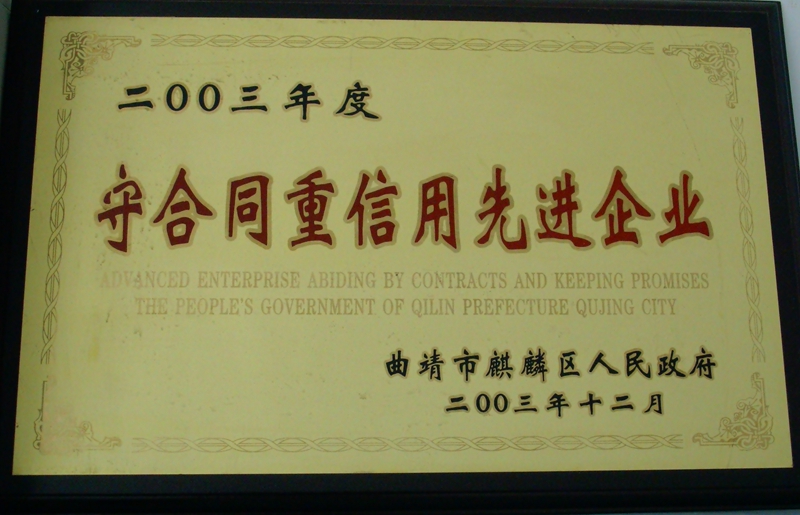 二00三年度
守合同重信用先进企业
ADVANCED ENTERPRISE ABIDING BY CONTRACTS AND KEEPING PROMISES
THE PEOPLE'S GOVERNMENT OF QILIN PREFECTURE QUJING CITY
曲靖市麒麟区人民政府
二00三年十二月